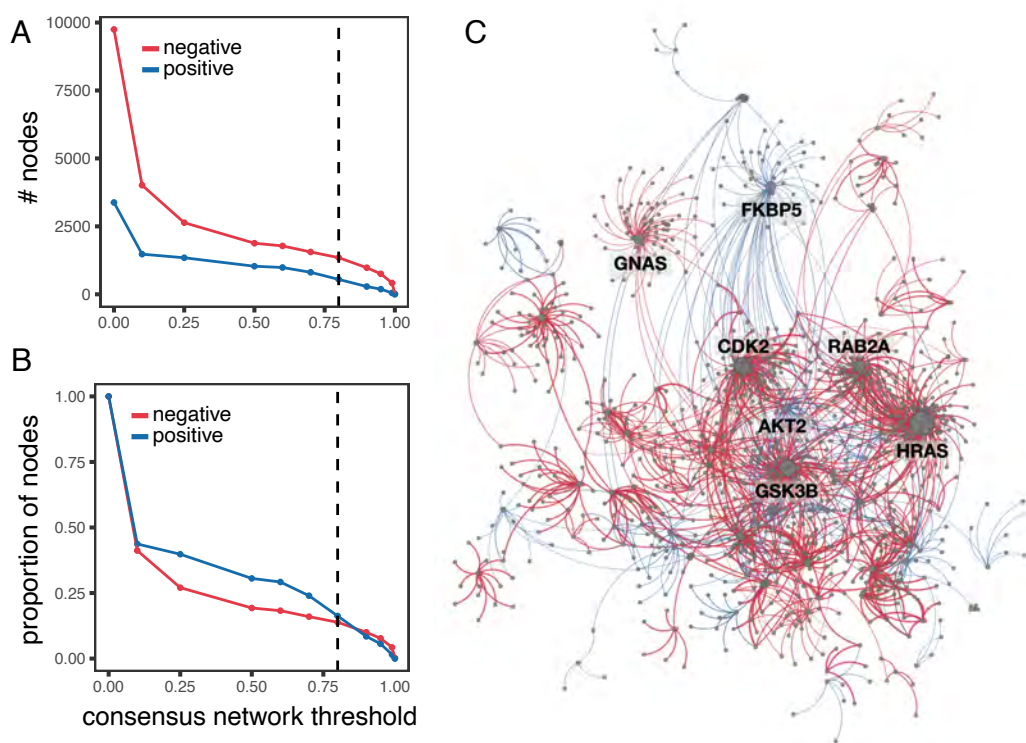 A
# nodes
10000
7500
5000
2500
0
negative
positive
0.00
0.25
0.50
0.75
1.00
B
proportion of nodes
1.00
0.75
0.50
0.25
0.00
negative
positive
0.00
0.25
0.50
0.75
1.00
consensus network threshold
C
FKBP5
GNAS
CDK2
RAB2A
AKT2
HRAS
GSK3B